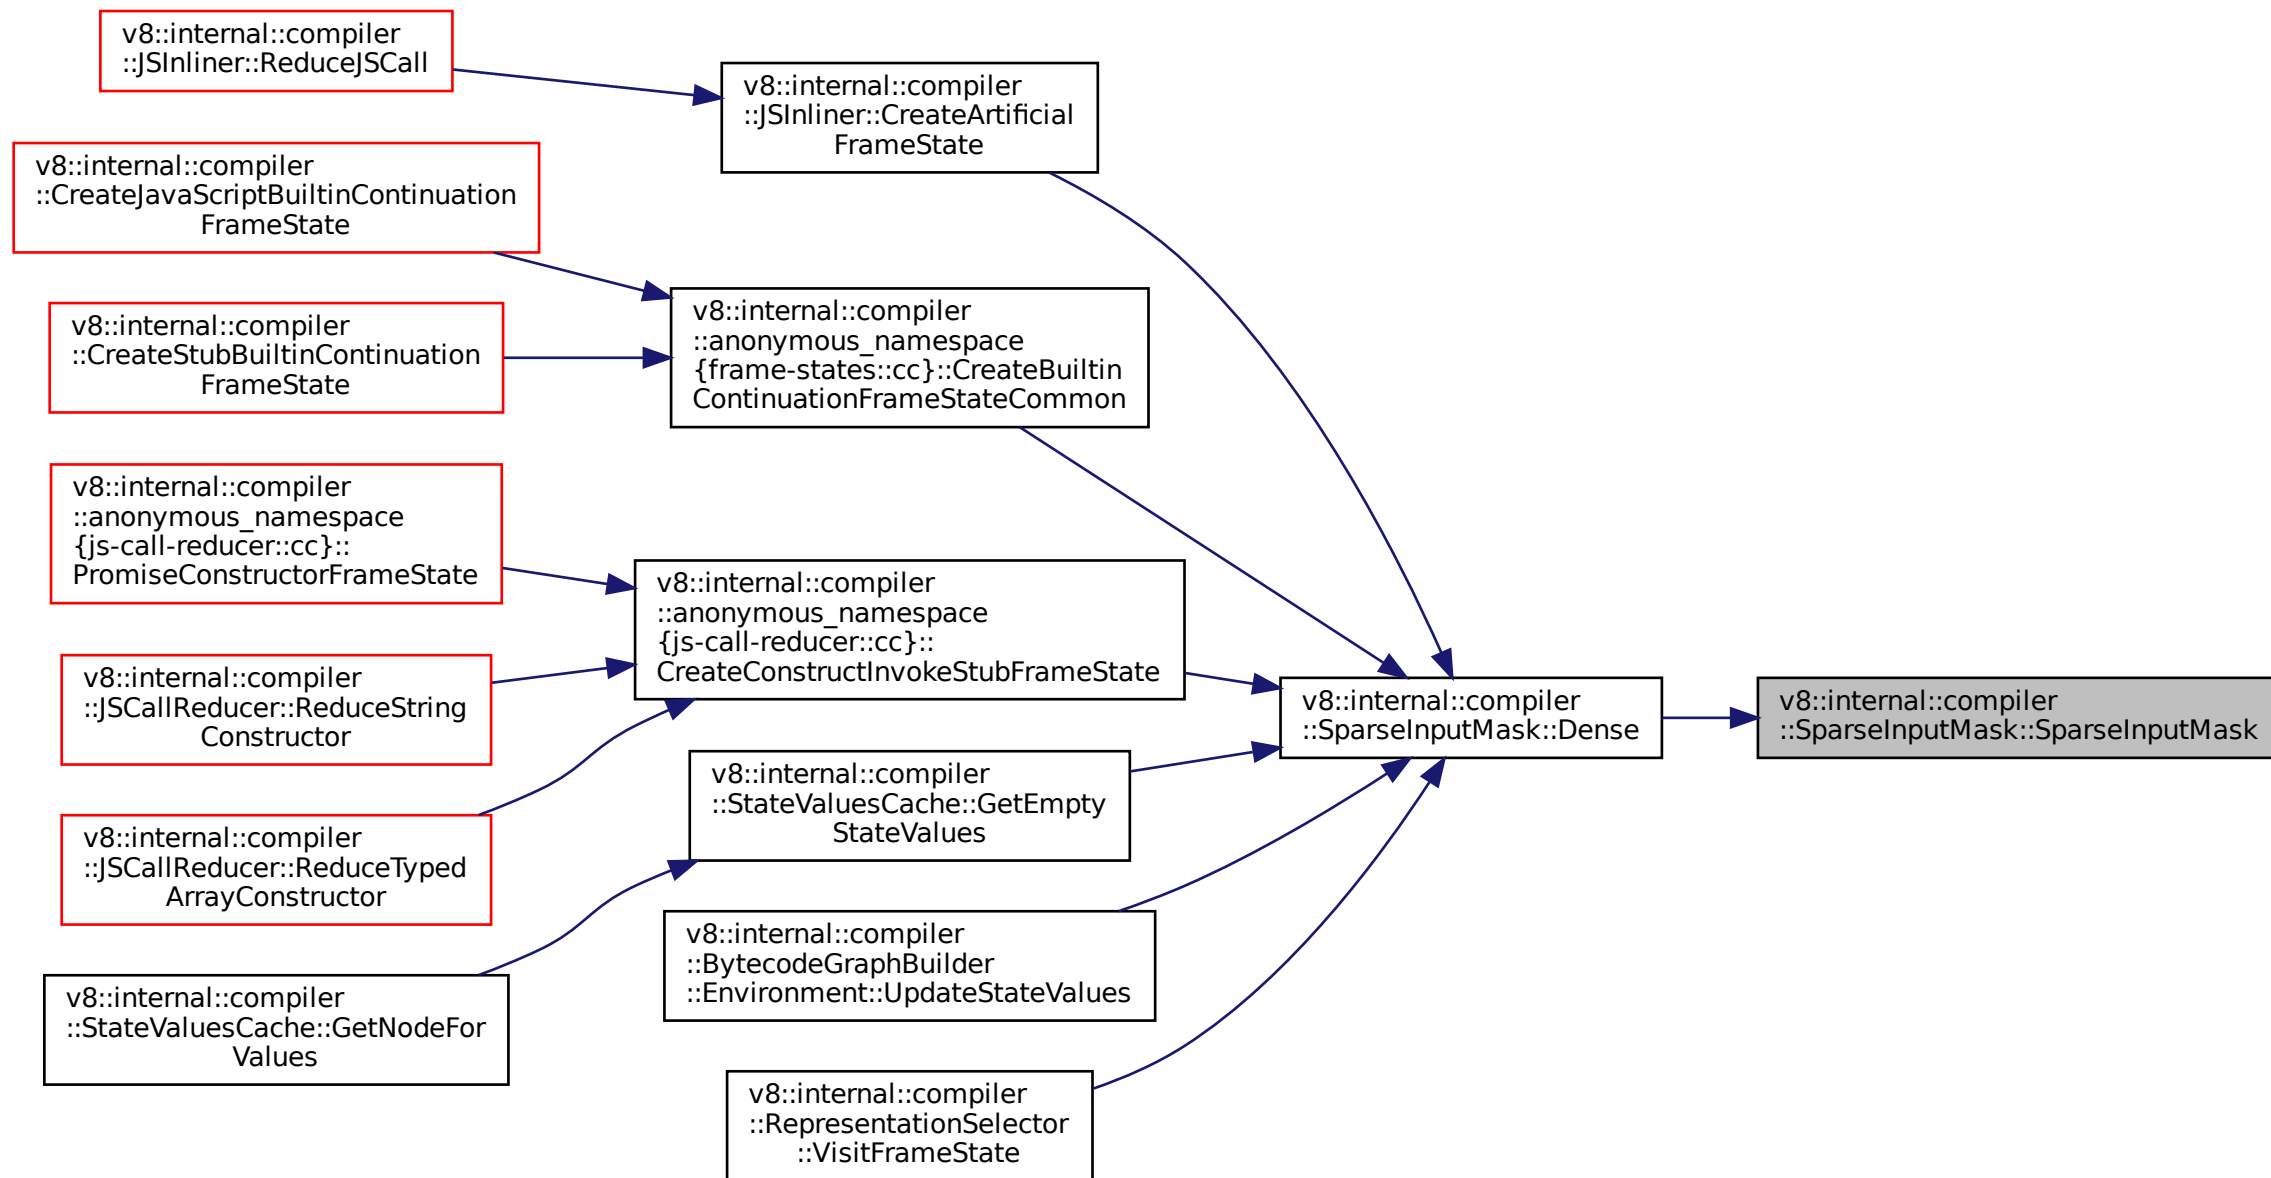 v8::internal::compiler
::JSInliner::ReduceJSCall
v8::internal::compiler
::JSInliner::CreateArtificial
FrameState
v8::internal::compiler
::CreateJavaScriptBuiltinContinuation
FrameState
v8::internal::compiler
::CreateStubBuiltinContinuation
FrameState
v8::internal::compiler
::anonymous_namespace
{frame-states::cc}::CreateBuiltin
ContinuationFrameStateCommon
v8::internal::compiler
::anonymous_namespace
{js-call-reducer::cc}::
PromiseConstructorFrameState
v8::internal::compiler
::anonymous_namespace
{js-call-reducer::cc}::
CreateConstructInvokeStubFrameState
v8::internal::compiler
::JSCallReducer::ReduceString
Constructor
v8::internal::compiler
::SparseInputMask::Dense
v8::internal::compiler
::SparseInputMask::SparseInputMask
v8::internal::compiler
::StateValuesCache::GetEmpty
StateValues
v8::internal::compiler
::JSCallReducer::ReduceTyped
ArrayConstructor
v8::internal::compiler
::BytecodeGraphBuilder
::Environment::UpdateStateValues
v8::internal::compiler
::StateValuesCache::GetNodeFor
Values
v8::internal::compiler
::RepresentationSelector
::VisitFrameState